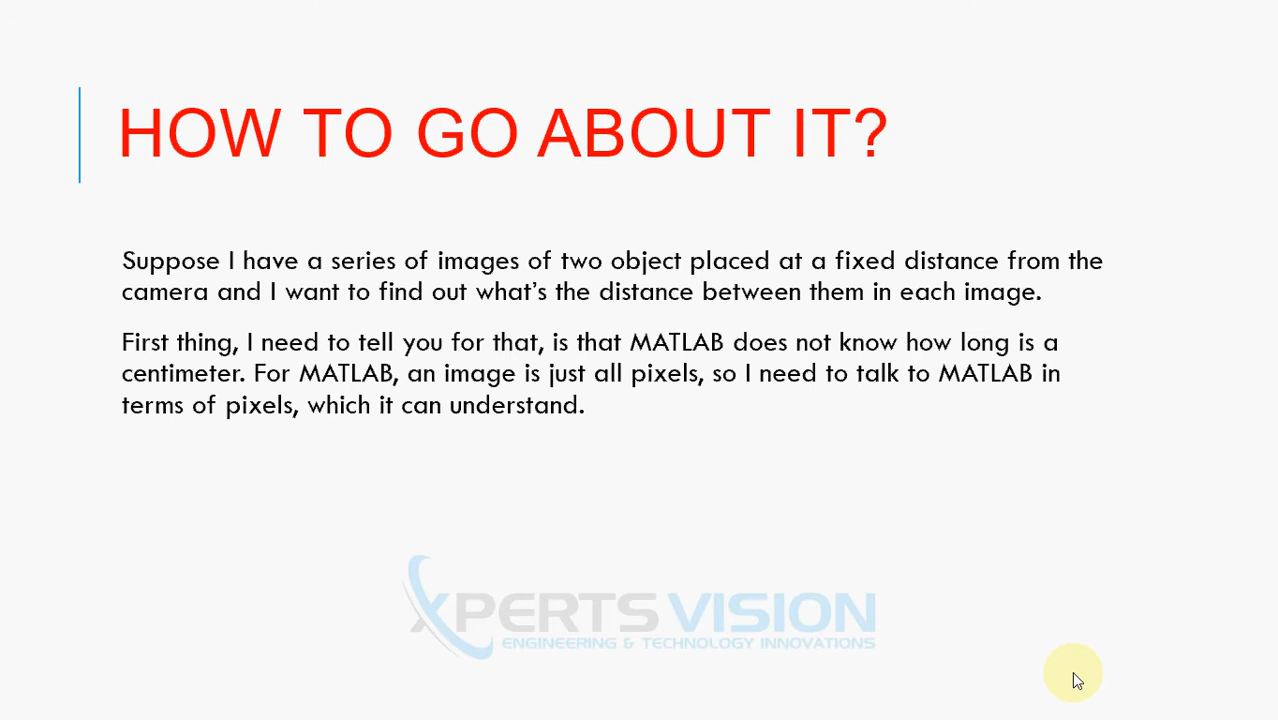 HOW TO GO ABOUT IT?
Suppose I have a series of images of two object placed at a fixed distance from the
camera and I want to find out what's the distance between them in each image.
First thing, I need to tell you for that, is that MATLAB does not know how long is a
centimeter. For MATLAB, an image is just all pixels, so I need to talk to MATLAB in
terms of pixels, which it can understand.
XPERTS VISION
ENGINEERING & TECHNOLOGY INNOVATIONS